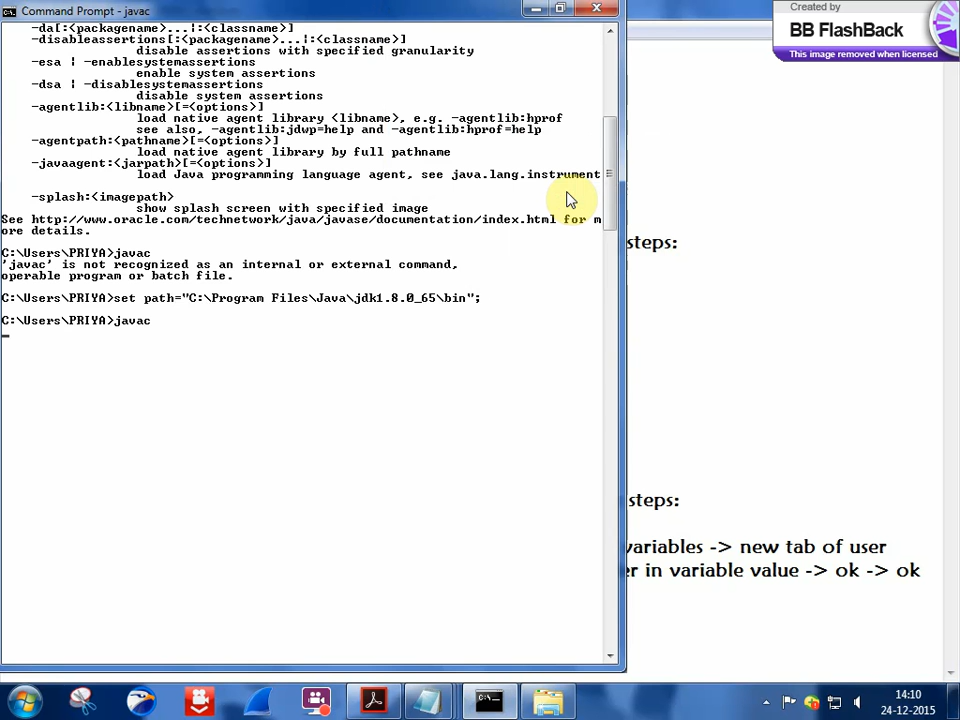 Command Prompt - javac
-da[:<packagename>...|:<classname>]
-disableassertions[:<packagename>...|:<classname>]
disable assertions with specified granularity
-esa | -enablesystemassertions
enable system assertions
-dsa | -disablesystemassertions
disable system assertions
-agentlib:<libname>[=<options>]
load native agent library <libname>, e.g. -agentlib:hprof
see also, -agentlib:jdwp=help and -agentlib:hprof=help
-agentpath:<pathname>[=<options>]
load native agent library by full pathname
-javaagent:<jarpath>[=<options>]
load Java programming language agent, see java.lang.instrument
-splash:<imagepath>
show splash screen with specified image
See http://www.oracle.com/technetwork/java/javase/documentation/index.html for m
ore details.
C:\Users\PRIYA>javac
'javac' is not recognized as an internal or external command,
operable program or batch file.
C:\Users\PRIYA>set path="C:\Program Files\Java\jdk1.8.0_65\bin";
C:\Users\PRIYA>javac
Created by
BB FlashBack
This image removed when licensed
steps:
steps:
variables -> new tab of user
er in variable value -> ok -> ok
14:10
24-12-2015